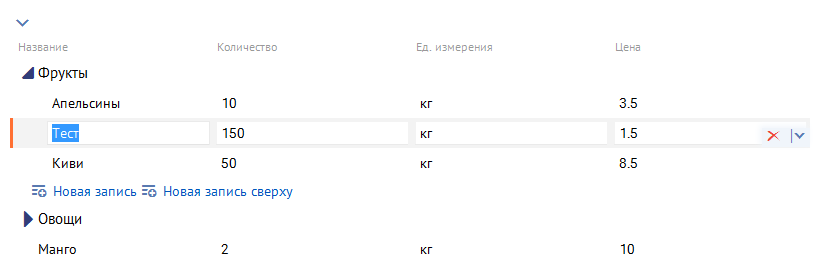 Название Количество Ед. измерения Цена
Фрукты
Апельсины 10 кг 3.5
Тест 150 кг 1.5
Киви 50 кг 8.5
Новая запись Новая запись сверху
Овощи
Манго 2 кг 10